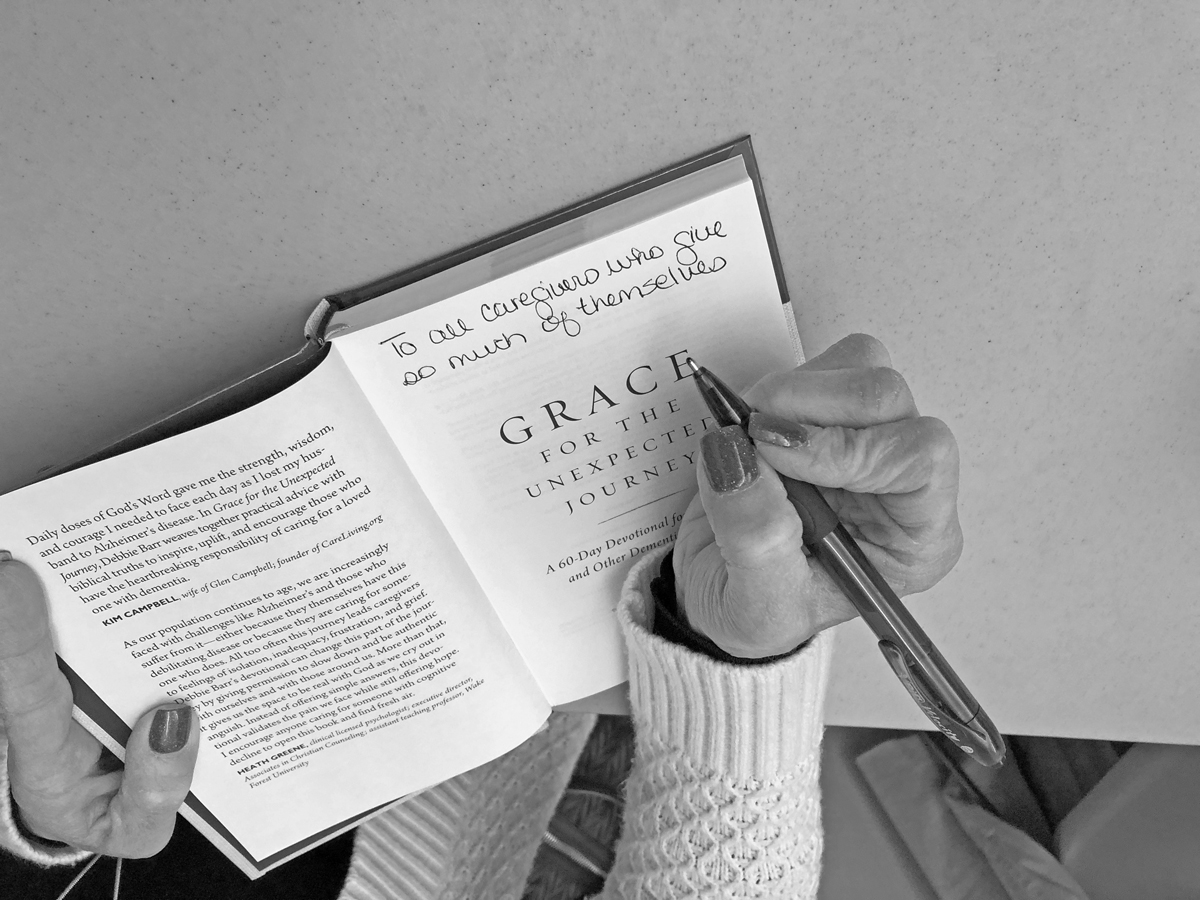 Daily doses of God's Word gave me the strength, wisdom,
and courage I needed to face each day as I lost my hus-
band to Alzheimer's disease. In Grace for the Unexpected
Journey, Debbie Barr weaves together practical advice with
biblical truths to inspire, uplift, and encourage those who
have the heartbreaking responsibility of caring for a loved
one with dementia.
KIM CAMPBELL, wife of Glen Campbell; founder of CareLiving.org
As our population continues to age, we are increasingly
faced with challenges like Alzheimer's and those who
suffer from it—either because they themselves have this
debilitating disease or because they are caring for some-
one who does. All too often this journey leads caregivers
to feelings of isolation, inadequacy, frustration, and grief.
Debbie Barr's devotional can change this part of the jour-
by giving permission to slow down and be authentic
with ourselves and with those around us. More than that,
it gives us the space to be real with God as we cry out in
anguish. Instead of offering simple answers, this devo-
tional validates the pain we face while still offering hope.
I encourage anyone caring for someone with cognitive
decline to open this book and find fresh air.
HEATH GREENE, clinical licensed psychologist; executive director,
Associates in Christian Counseling; assistant teaching professor, Wake
Forest University
To all caregivers who give
so much of themselves
GRACE
FOR THE
UNEXPECTED
JOURNEY
A 60-Day Devotional fo
and Other Dementi